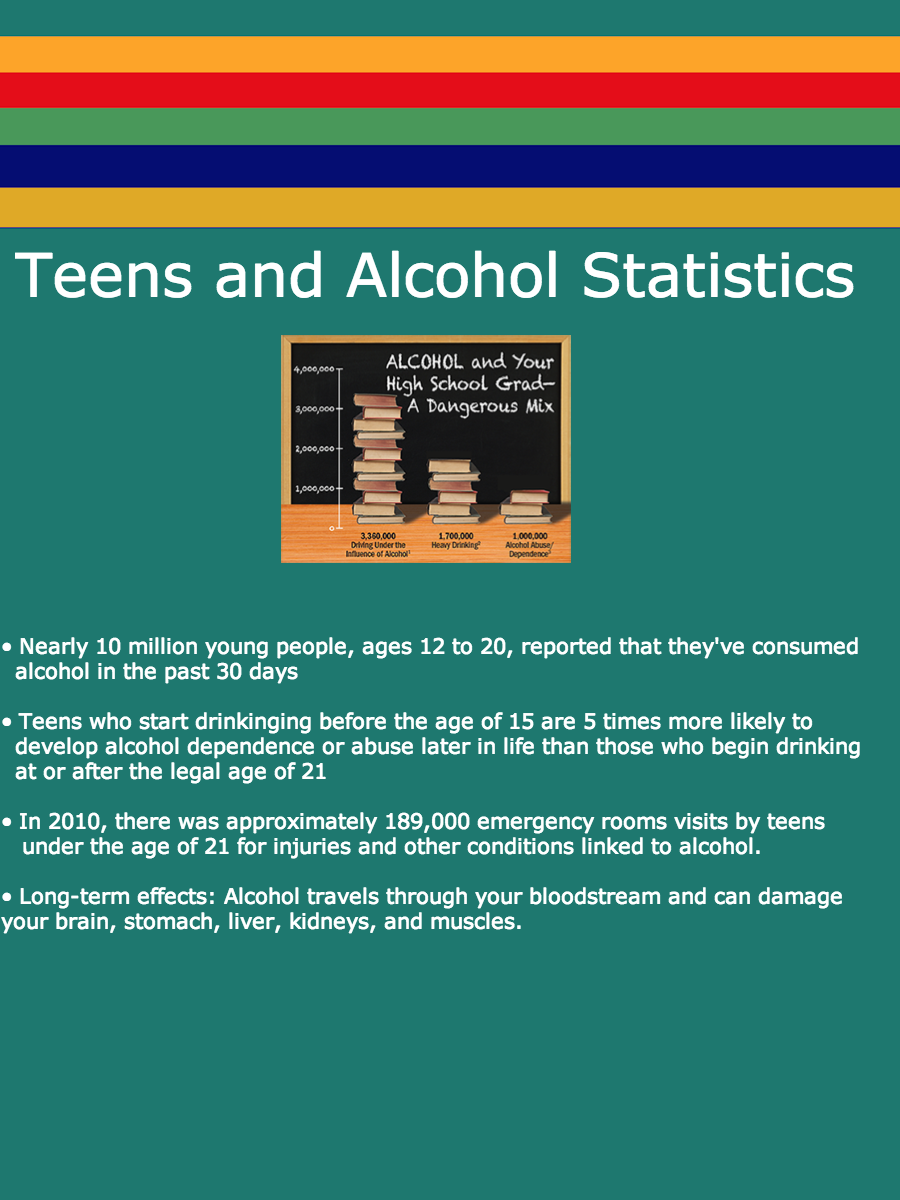 Teens and Alcohol Statistics
ALCOHOL and Your
High School Grad—
A Dangerous Mix
4,000,000
3,000,000
2,000,000
1,000,000
0
3,360,000
Driving Under the
Influence of Alcohol¹
1,700,000
Heavy Drinking²
1,000,000
Alcohol Abuse/
Dependence³
• Nearly 10 million young people, ages 12 to 20, reported that they've consumed
alcohol in the past 30 days
• Teens who start drinkinging before the age of 15 are 5 times more likely to
develop alcohol dependence or abuse later in life than those who begin drinking
at or after the legal age of 21
• In 2010, there was approximately 189,000 emergency rooms visits by teens
under the age of 21 for injuries and other conditions linked to alcohol.
• Long-term effects: Alcohol travels through your bloodstream and can damage
your brain, stomach, liver, kidneys, and muscles.